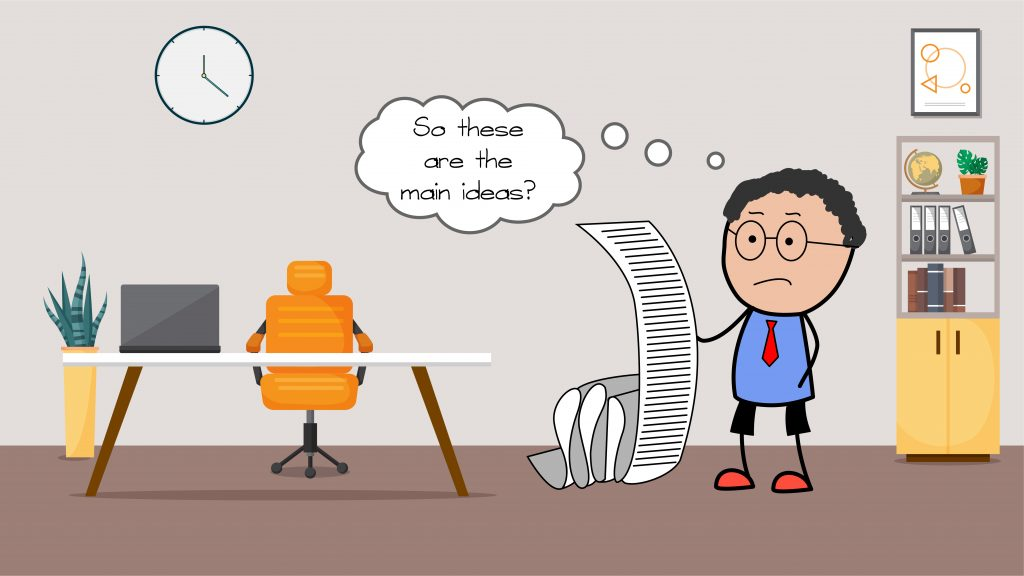 So these
are the
main ideas?